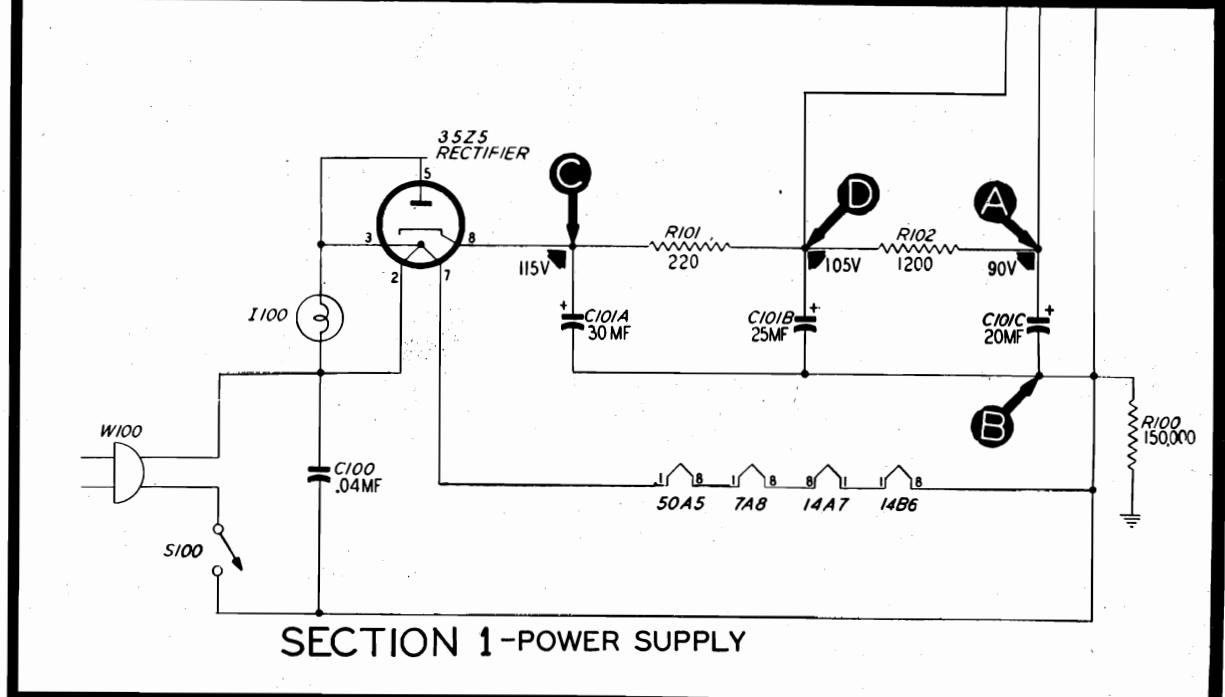 35Z5
RECTIFIER
5
C
D
A
3
8
R101
220
R102
1200
115V
105V
90V
2
7
I100
+
C101A
30 MF
C101B
25MF
+
C101C
20MF
+
B
W100
R100
150,000
C100
.04MF
1 8 1 8 8 1 1 8
50A5 7A8 14A7 14B6
S100
SECTION 1-POWER SUPPLY